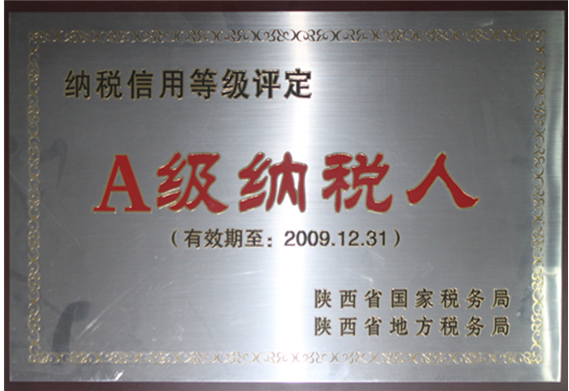 纳税信用等级评定
A级纳税人
（有效期至：2009.12.31）
陕西省国家税务局
陕西省地方税务局